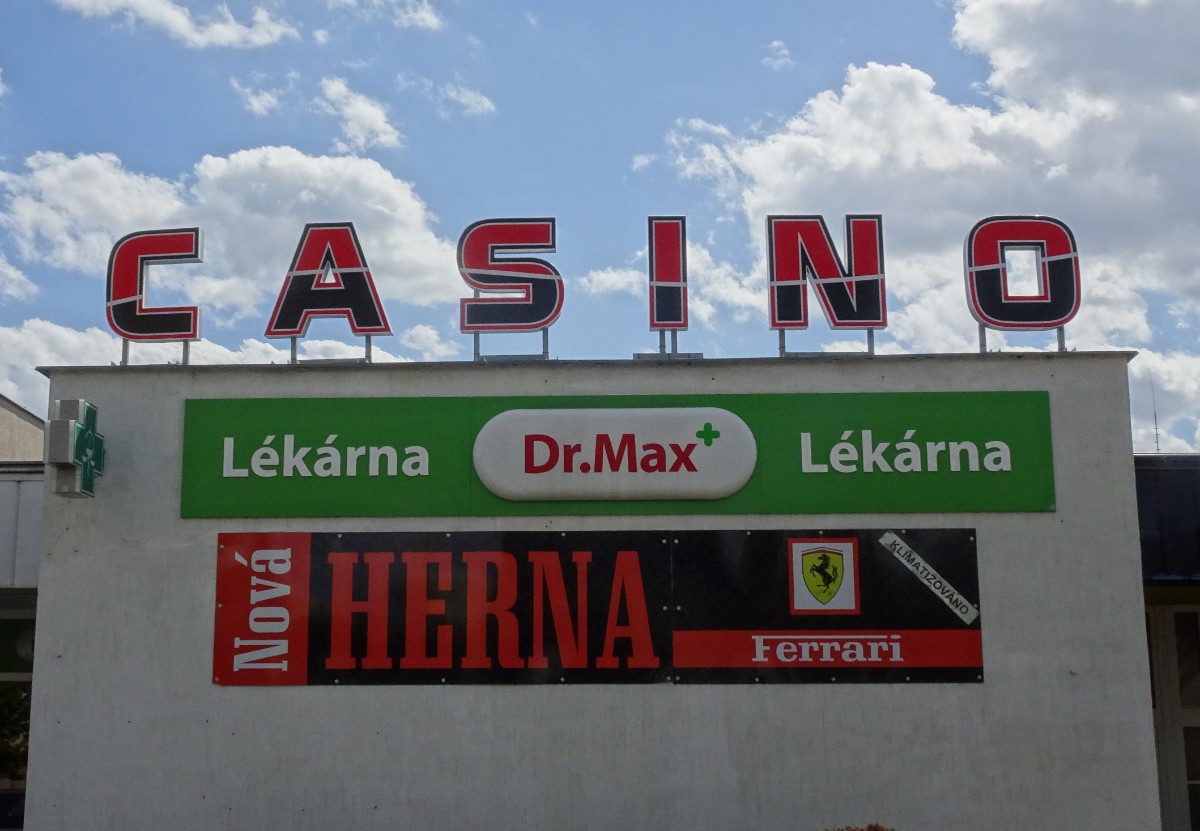 CASINO
Lékárna Dr.Max+ Lékárna
Nová HERNA
KLIMATIZOVÁNO
Ferrari